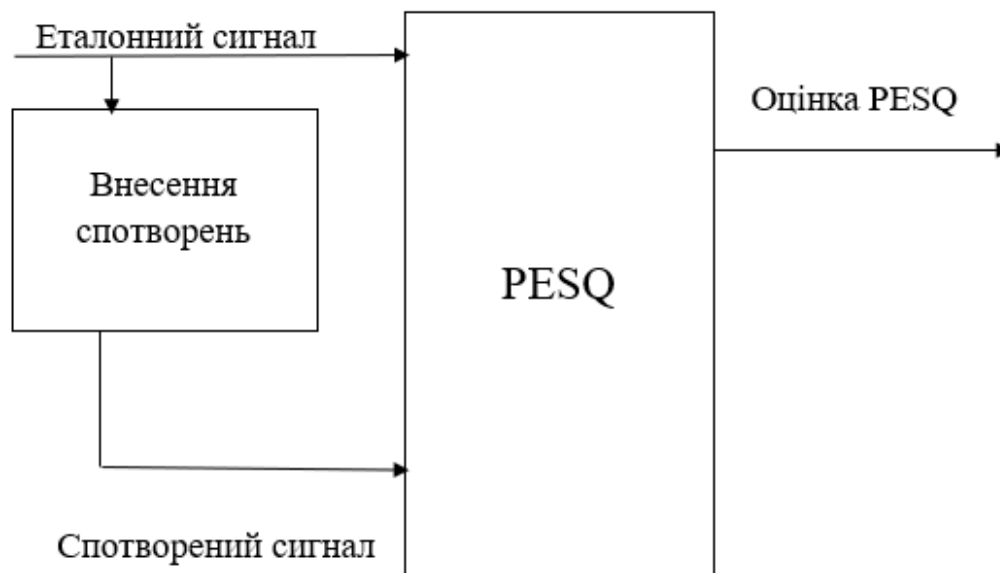 Еталонний сигнал
Оцінка PESQ
Внесення
спотворень
PESQ
Спотворений сигнал